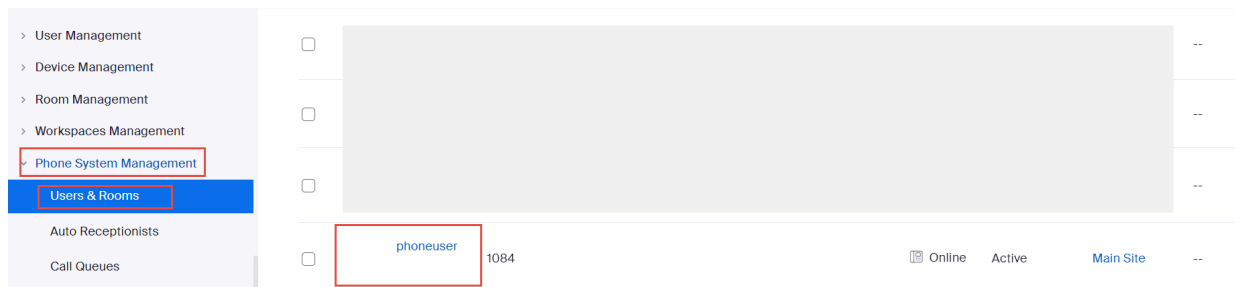 User Management
Device Management
Room Management
Workspaces Management
Phone System Management
Users & Rooms
Auto Receptionists
Call Queues
--
--
--
phoneuser 1084 Online Active Main Site --